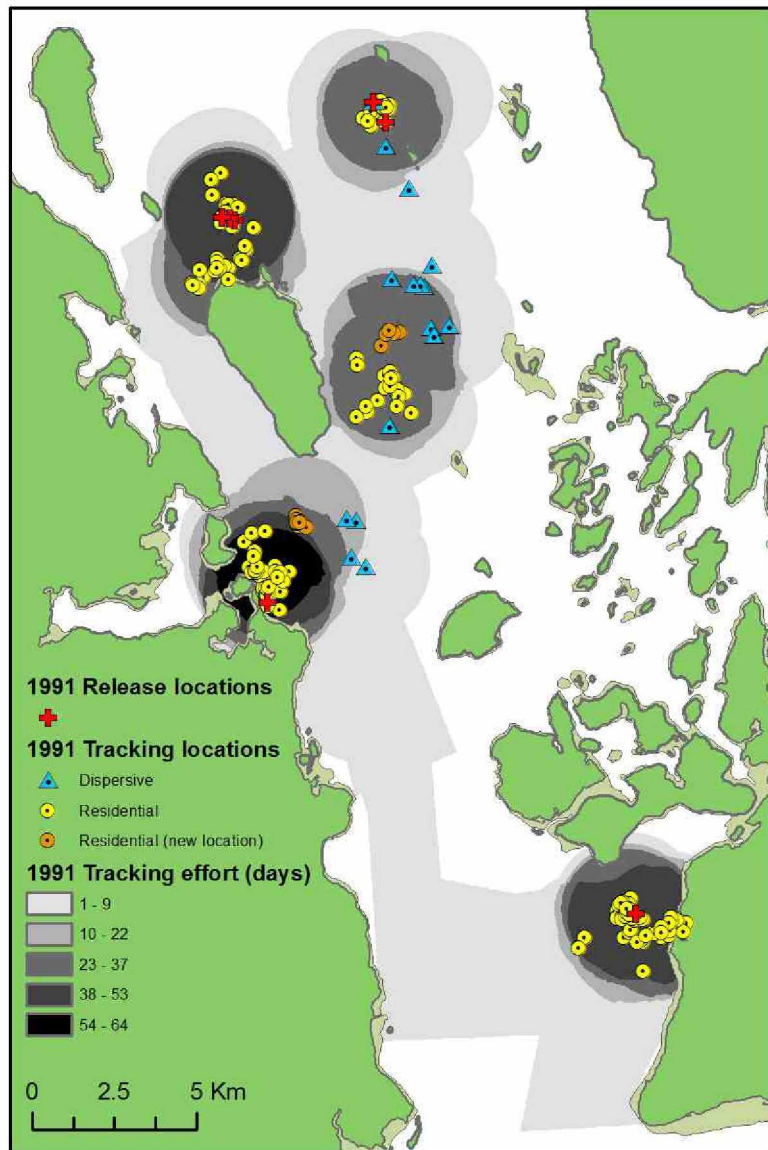 1991 Release locations
1991 Tracking locations
Dispersive
Residential
Residential (new location)
1991 Tracking effort (days)
1 - 9
10 - 22
23 - 37
38 - 53
54 - 64
0 2.5 5 Km